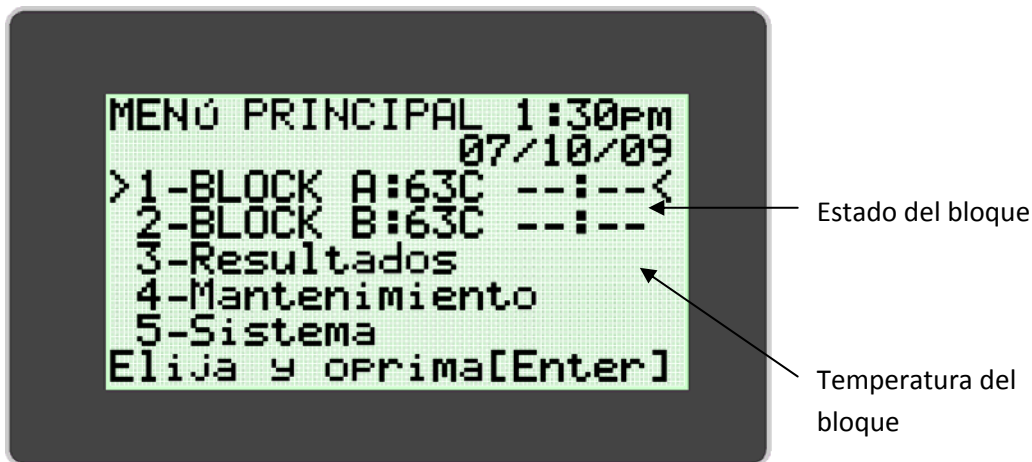 MENú PRINCIPAL 1:30pm
07/10/09
>1-BLOCK A:63C --:--<
2-BLOCK B:63C --:--
3-Resultados
4-Mantenimiento
5-Sistema
Elija y oprima[Enter]
Estado del bloque
Temperatura del
bloque